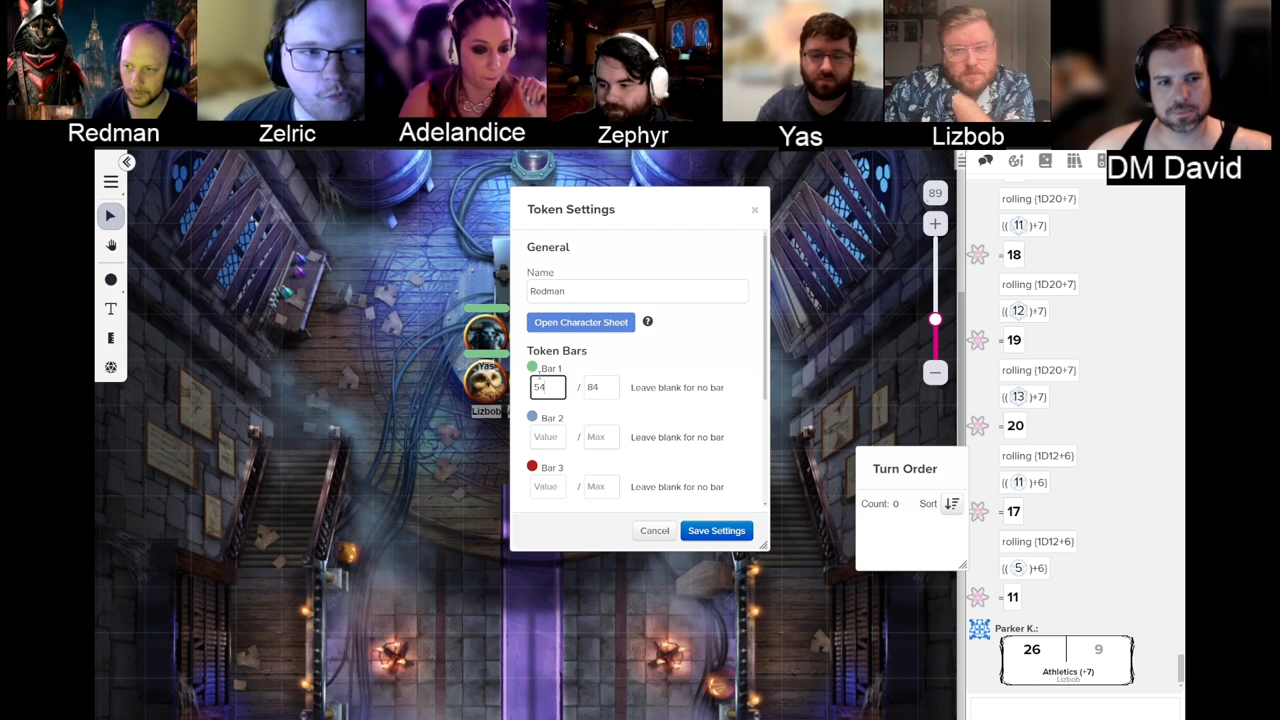 Redman
Zelric
Adelandice
Zephyr
Yas
Lizbob
DM David
Token Settings
General
Name
Redman
Open Character Sheet
?
Token Bars
Bar 1
54 / 84 Leave blank for no bar
Bar 2
Value / Max Leave blank for no bar
Bar 3
Value / Max Leave blank for no bar
Cancel Save Settings
T
Yas
Lizbob
89
Turn Order
Count: 0 Sort
rolling (1D20+7)
((11)+7)
= 18
rolling (1D20+7)
((12)+7)
= 19
rolling (1D20+7)
((13)+7)
= 20
rolling (1D12+6)
((11)+6)
= 17
rolling (1D12+6)
((5)+6)
= 11
Parker K.:
26 9
Athletics (+7)
Lizbob